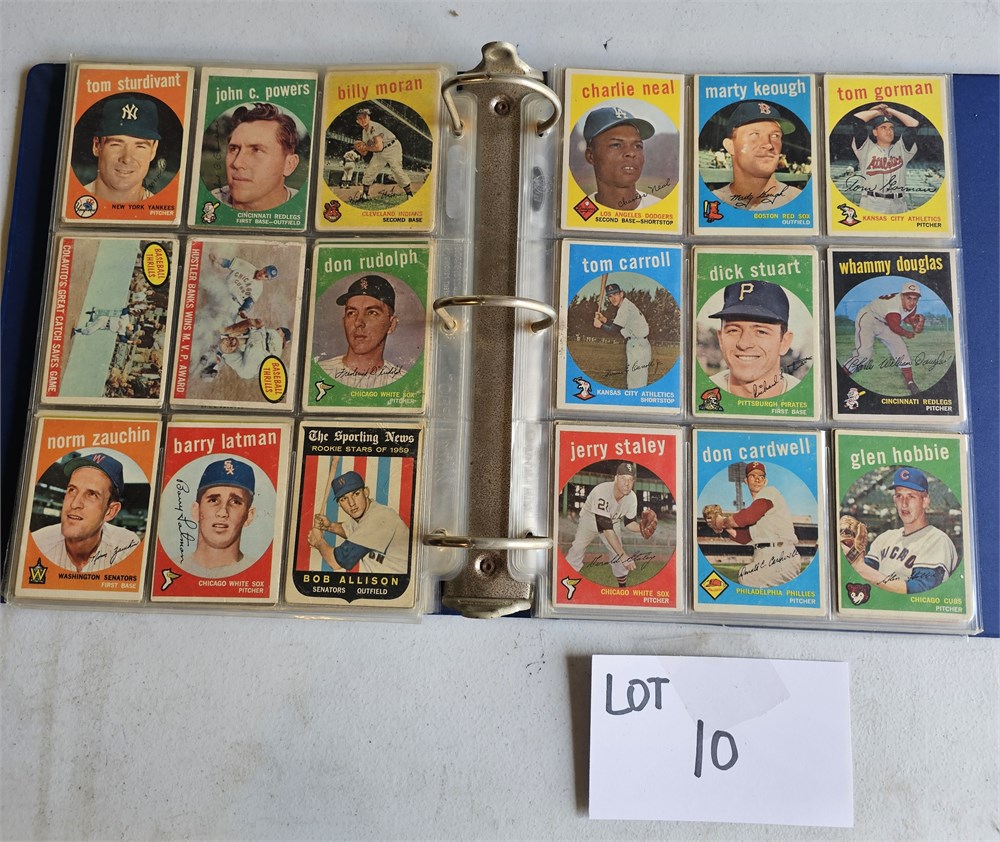 tom sturdivant
NEW YORK YANKEES
PITCHER
john c. powers
CINCINNATI REDLEGS
FIRST BASE-OUTFIELD
billy moran
CLEVELAND INDIANS
SECOND BASE
BASEBALL THRILLS
COLAVITO'S GREAT CATCH SAVES GAME
HUSTLER BANKS WINS M.V.P. AWARD
BASEBALL THRILLS
don rudolph
CHICAGO WHITE SOX
PITCHER
norm zauchin
WASHINGTON SENATORS
FIRST BASE
barry latman
Barry Latman
CHICAGO WHITE SOX
PITCHER
The Sporting News
ROOKIE STARS OF 1959
BOB ALLISON
SENATORS OUTFIELD
charlie neal
LOS ANGELES DODGERS
SECOND BASE-SHORTSTOP
marty keough
BOSTON RED SOX
OUTFIELD
tom gorman
Tom Gorman
KANSAS CITY ATHLETICS
PITCHER
tom carroll
KANSAS CITY ATHLETICS
SHORTSTOP
dick stuart
PITTSBURGH PIRATES
FIRST BASE
whammy douglas
CINCINNATI REDLEGS
PITCHER
jerry staley
CHICAGO WHITE SOX
PITCHER
don cardwell
PHILADELPHIA PHILLIES
PITCHER
glen hobbie
CHICAGO CUBS
PITCHER
LOT
10